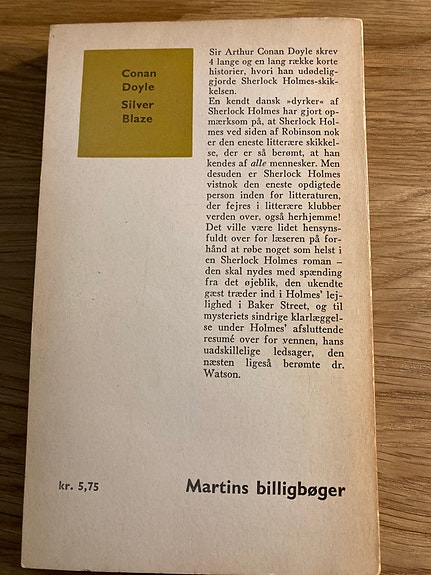 Conan
Doyle
Silver
Blaze
Sir Arthur Conan Doyle skrev
4 lange og en lang række korte
historier, hvori han udødelig-
gjorde Sherlock Holmes-skik-
kelsen.
En kendt dansk »dyrker« af
Sherlock Holmes har gjort op-
mærksom på, at Sherlock Hol-
mes ved siden af Robinson nok
er den eneste litterære skikkel-
se, der er så berømt, at han
kendes af alle mennesker. Men
desuden er Sherlock Holmes
vistnok den eneste opdigtede
person inden for litteraturen,
der fejres i litterære klubber
verden over, også herhjemme!
Det ville være lidet hensyns-
fuldt over for læseren på for-
hånd at røbe noget som helst i
en Sherlock Holmes roman –
den skal nydes med spænding
fra det øjeblik, den ukendte
gæst træder ind i Holmes' lej-
lighed i Baker Street, og til
mysteriets sindrige klarlæggel-
se under Holmes' afsluttende
resumé over for vennen, hans
uadskillelige ledsager, den
næsten ligeså berømte dr.
Watson.
kr. 5,75
Martins billigbøger